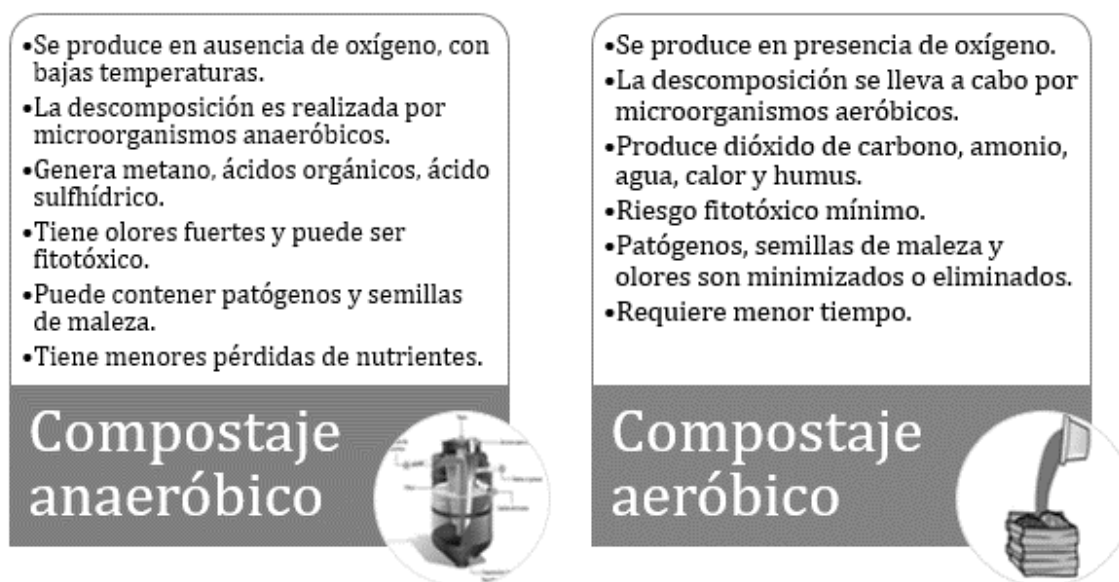 •Se produce en ausencia de oxígeno, con
bajas temperaturas.
•La descomposición es realizada por
microorganismos anaeróbicos.
•Genera metano, ácidos orgánicos, ácido
sulfhídrico.
•Tiene olores fuertes y puede ser
fitotóxico.
•Puede contener patógenos y semillas
de maleza.
•Tiene menores pérdidas de nutrientes.
Compostaje
anaeróbico
•Se produce en presencia de oxígeno.
•La descomposición se lleva a cabo por
microorganismos aeróbicos.
•Produce dióxido de carbono, amonio,
agua, calor y humus.
•Riesgo fitotóxico mínimo.
•Patógenos, semillas de maleza y
olores son minimizados o eliminados.
•Requiere menor tiempo.
Compostaje
aeróbico